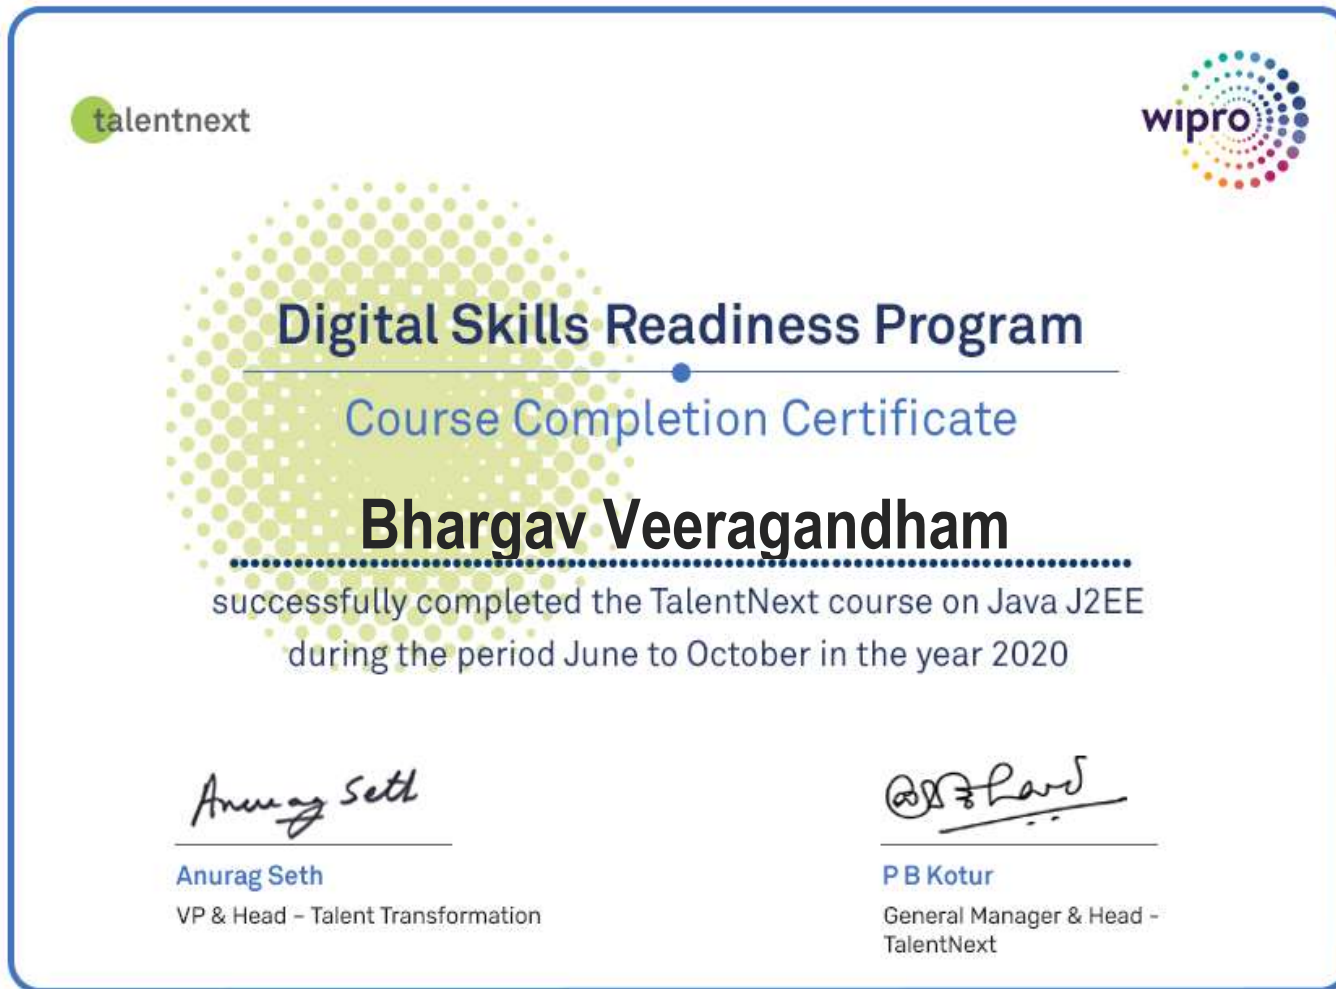 talentnext
wipro
Digital Skills Readiness Program
Course Completion Certificate
Bhargav Veeragandham
successfully completed the TalentNext course on Java J2EE
during the period June to October in the year 2020
Anurag Seth
Anurag Seth
P B Kotur
VP & Head – Talent Transformation
General Manager & Head -
TalentNext